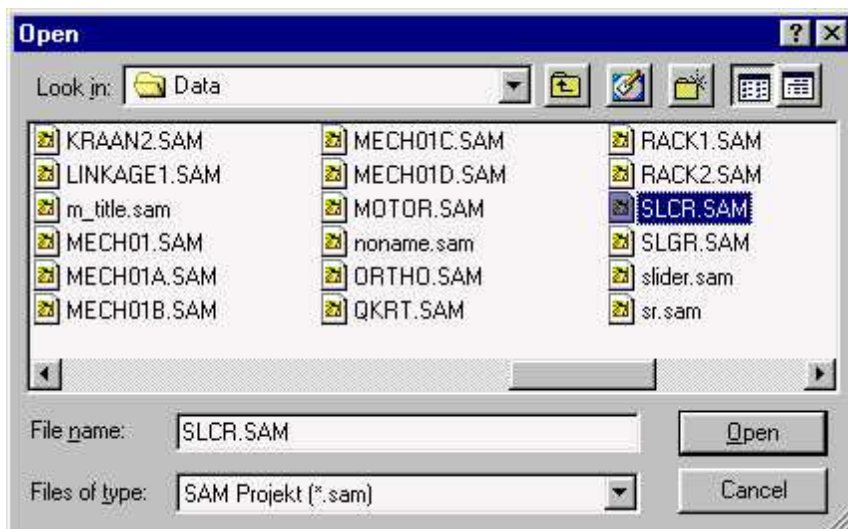 Open
Look in: Data
KRAAN2.SAM MECH01C.SAM RACK1.SAM
LINKAGE1.SAM MECH01D.SAM RACK2.SAM
m_title.sam MOTOR.SAM SLCR.SAM
MECH01.SAM noname.sam SLGR.SAM
MECH01A.SAM ORTHO.SAM slider.sam
MECH01B.SAM QKRT.SAM sr.sam
File name: SLCR.SAM Open
Files of type: SAM Projekt (*.sam) Cancel